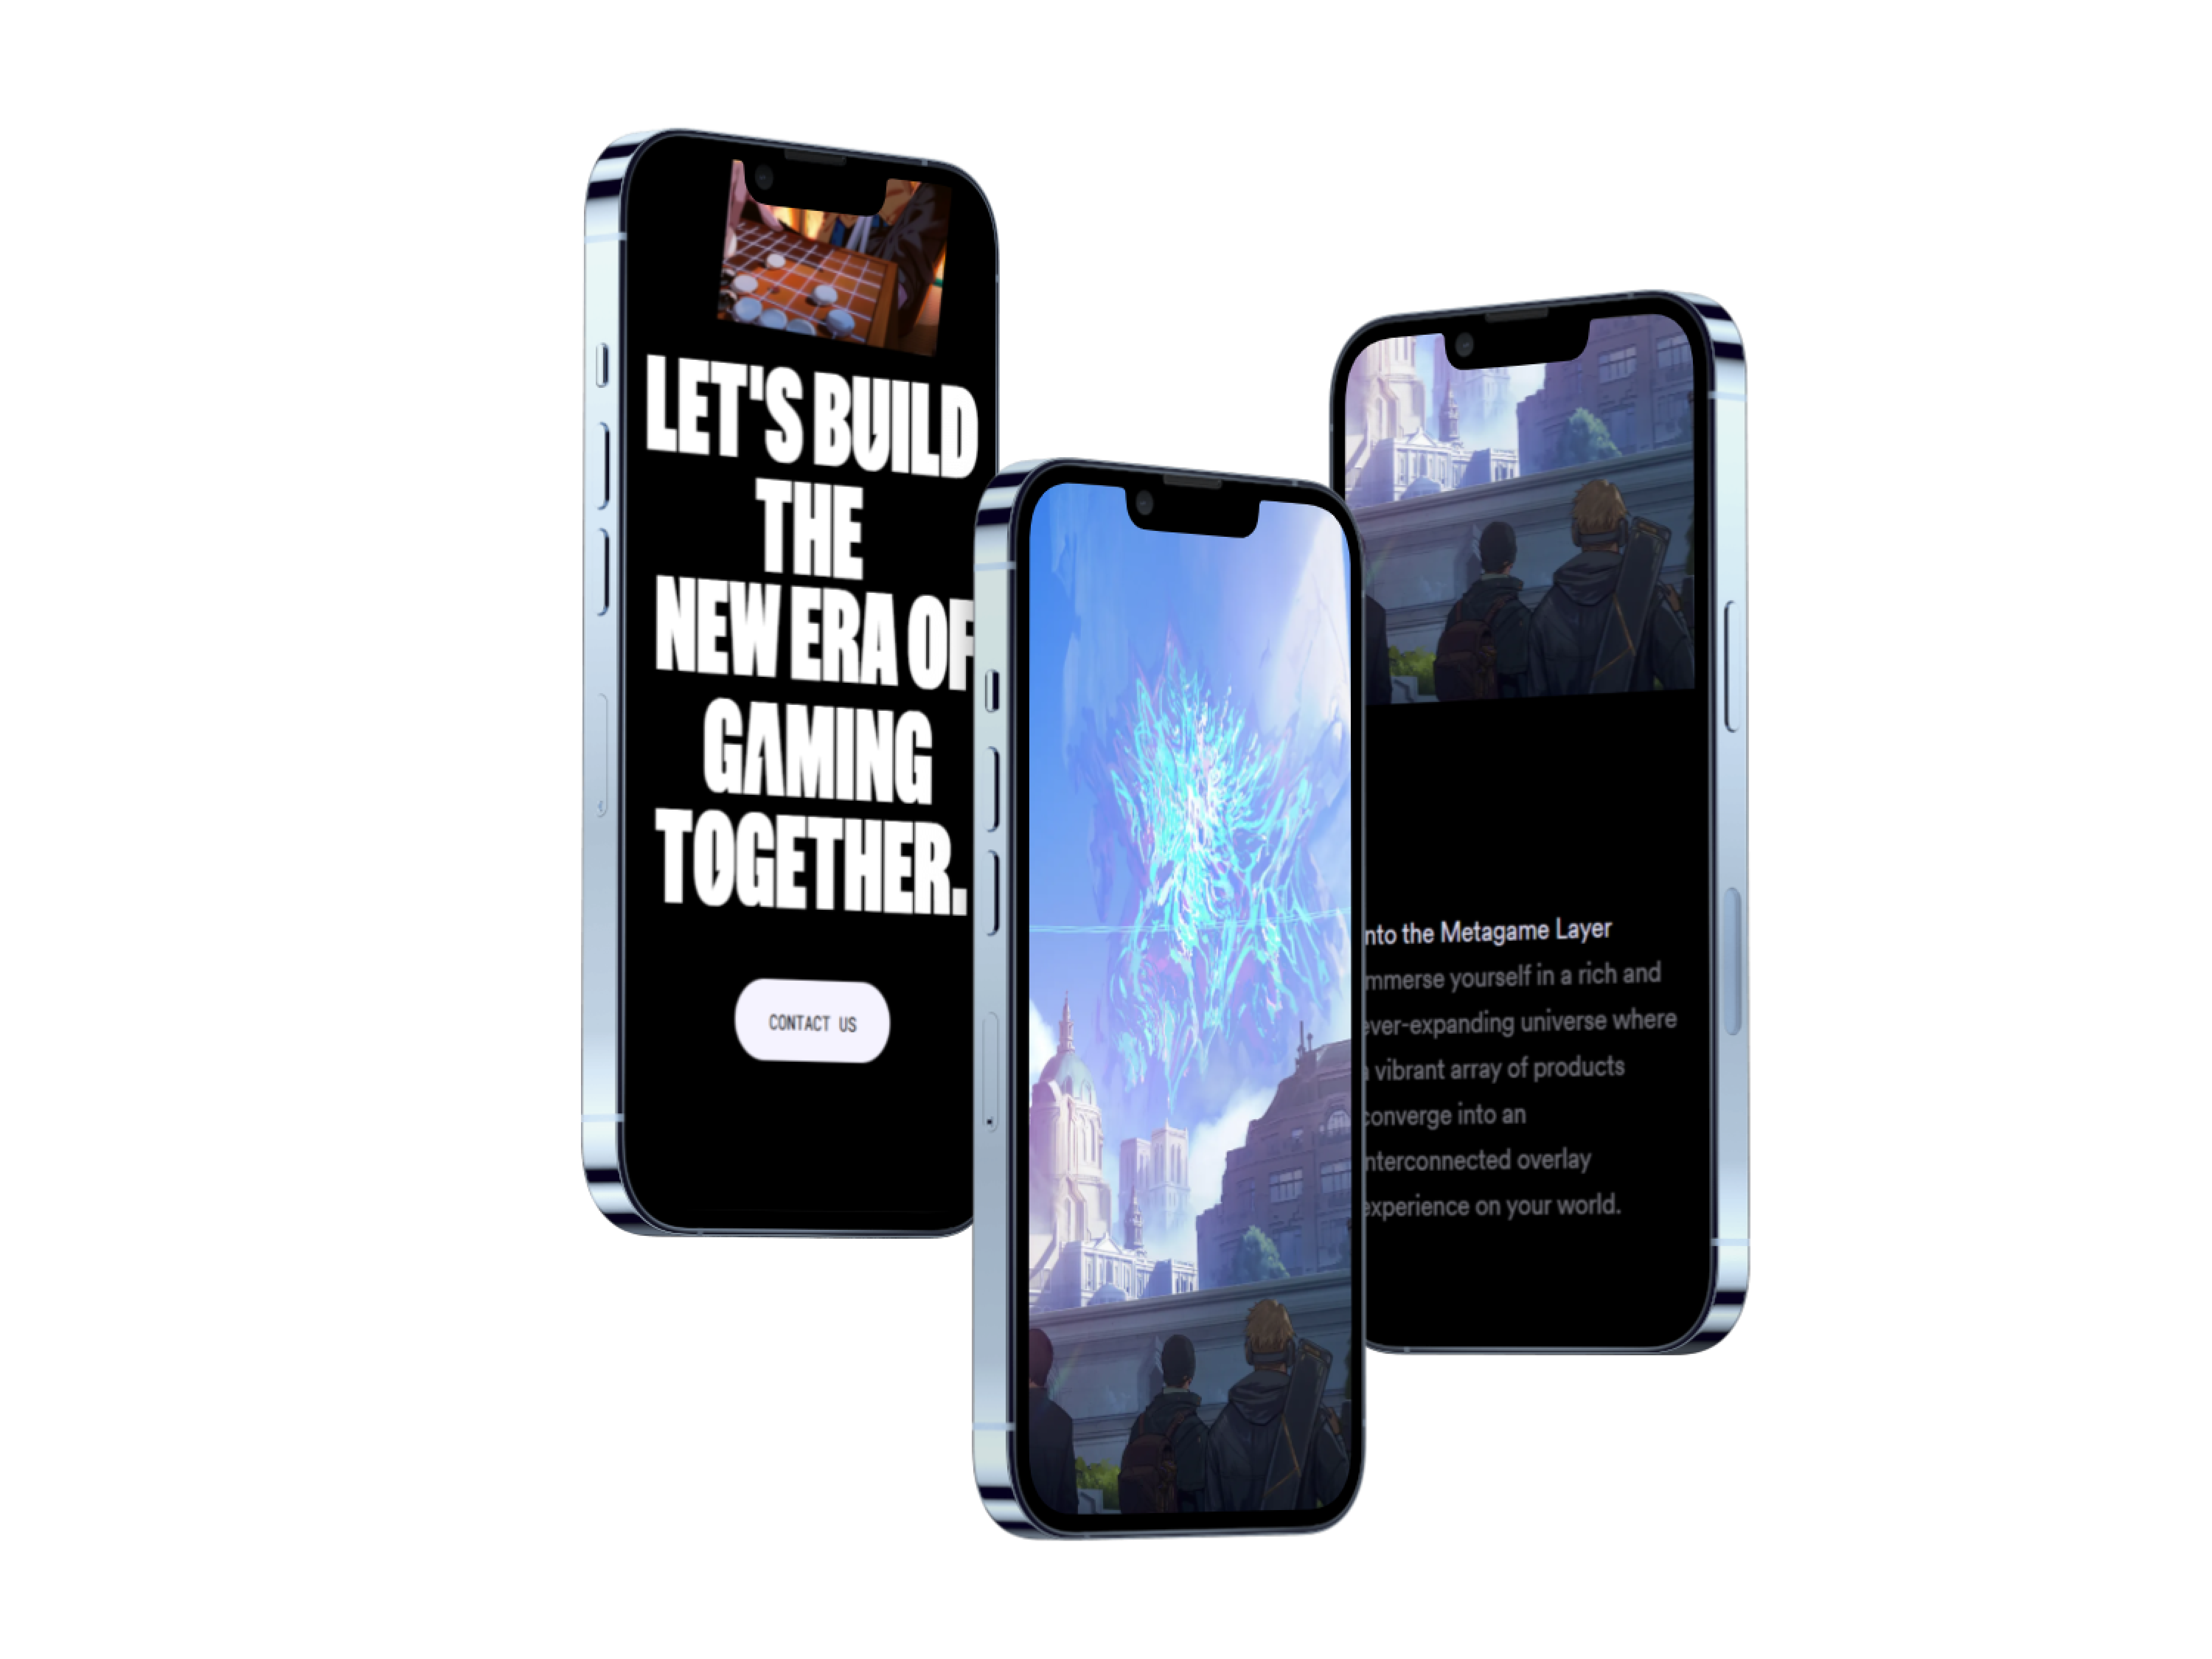 LET'S BUILD
THE
NEW ERA OF
GAMING
TOGETHER.
CONTACT US
nto the Metagame Layer
mmerse yourself in a rich and
ever-expanding universe where
vibrant array of products
converge into an
nterconnected overlay
experience on your world.